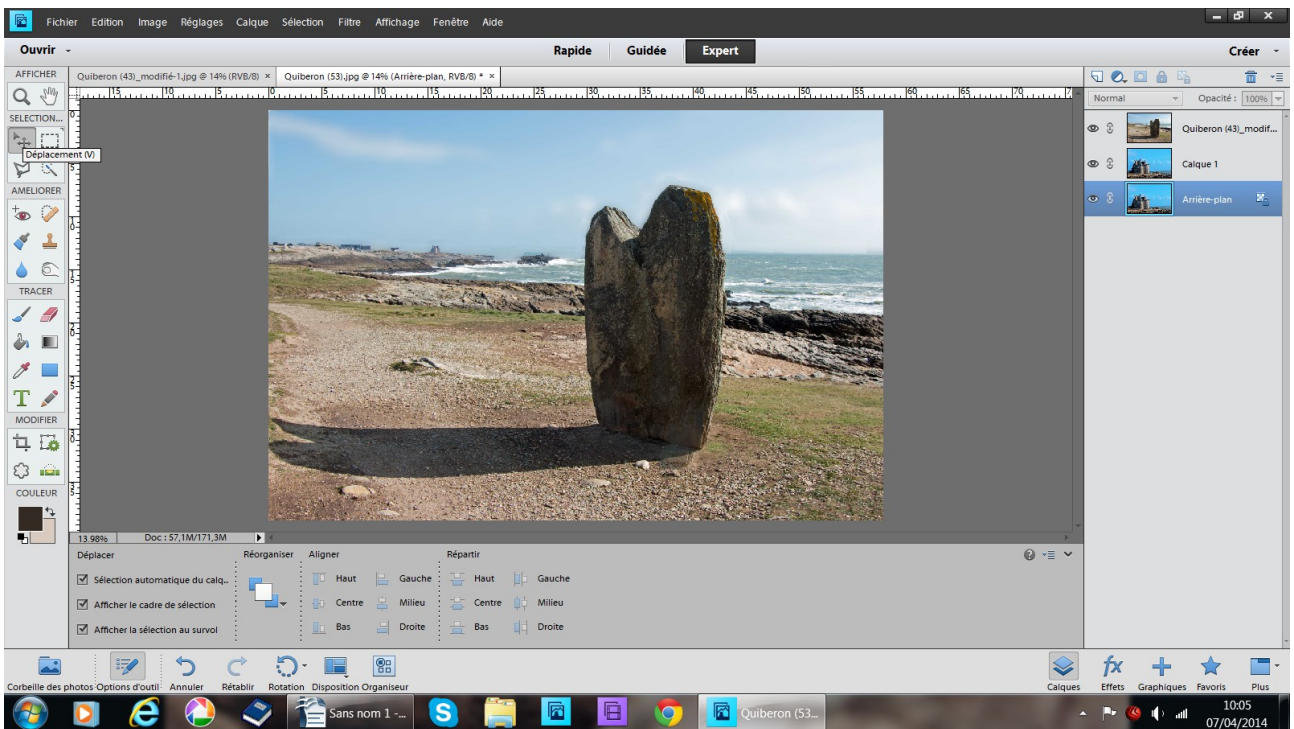 Fichier Edition Image Réglages Calque Sélection Filtre Affichage Fenêtre Aide
Ouvrir Rapide Guidée Expert Créer
AFFICHER Quiberon (43)_modifié-1.jpg @ 14% (RVB/8) × Quiberon (53).jpg @ 14% (Arrière-plan, RVB/8) * ×
Normal Opacité : 100%
SELECTION...
Quiberon (43)_modif...
Déplacement (V)
Calque 1
AMELIORER
Arrière-plan
TRACER
T
MODIFIER
COULEUR
13.98% Doc : 57,1M/171,3M
Déplacer Réorganiser Aligner Répartir
Sélection automatique du calq.. Haut Gauche Haut Gauche
Afficher le cadre de sélection Centre Milieu Centre Milieu
Afficher la sélection au survol Bas Droite Bas Droite
fx
Corbeille des photos Options d'outil Annuler Rétablir Rotation Disposition Organiseur Calques Effets Graphiques Favoris Plus
Sans nom 1 -... Quiberon (53... 10:05
07/04/2014